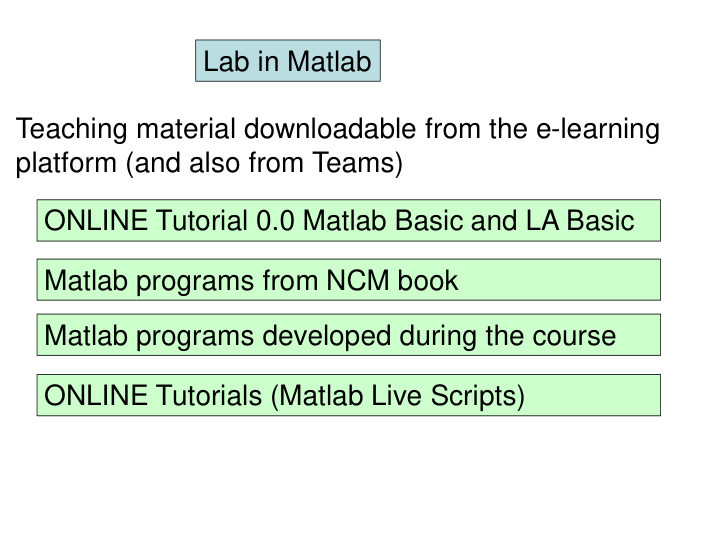 Lab in Matlab
Teaching material downloadable from the e-learning
platform (and also from Teams)
ONLINE Tutorial 0.0 Matlab Basic and LA Basic
Matlab programs from NCM book
Matlab programs developed during the course
ONLINE Tutorials (Matlab Live Scripts)